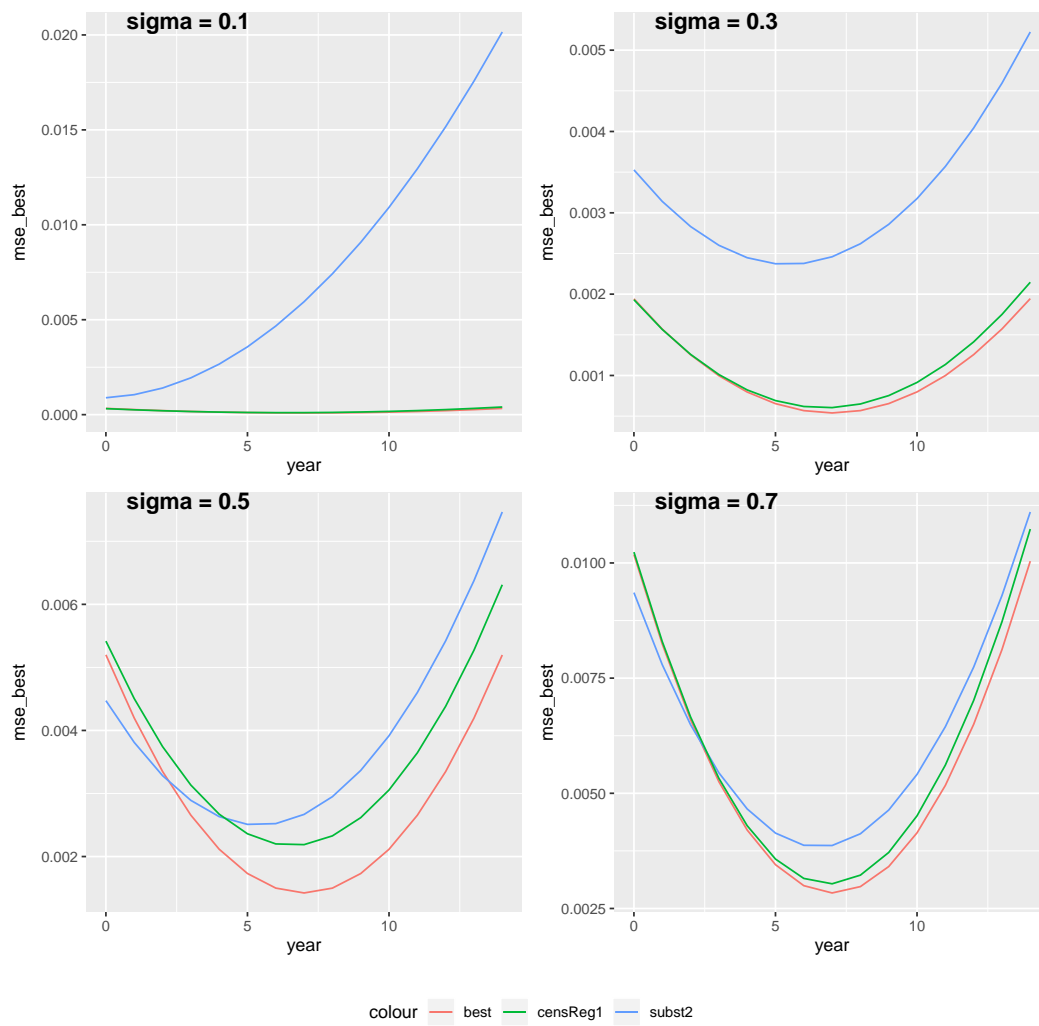 sigma = 0.1
0.020
0.015
0.010
0.005
0.000
mse_best
0
5
10
year
sigma = 0.3
0.005
0.004
0.003
0.002
0.001
mse_best
0
5
10
year
sigma = 0.5
0.006
0.004
0.002
mse_best
0
5
10
year
sigma = 0.7
0.0100
0.0075
0.0050
0.0025
mse_best
0
5
10
year
colour best censReg1 subst2